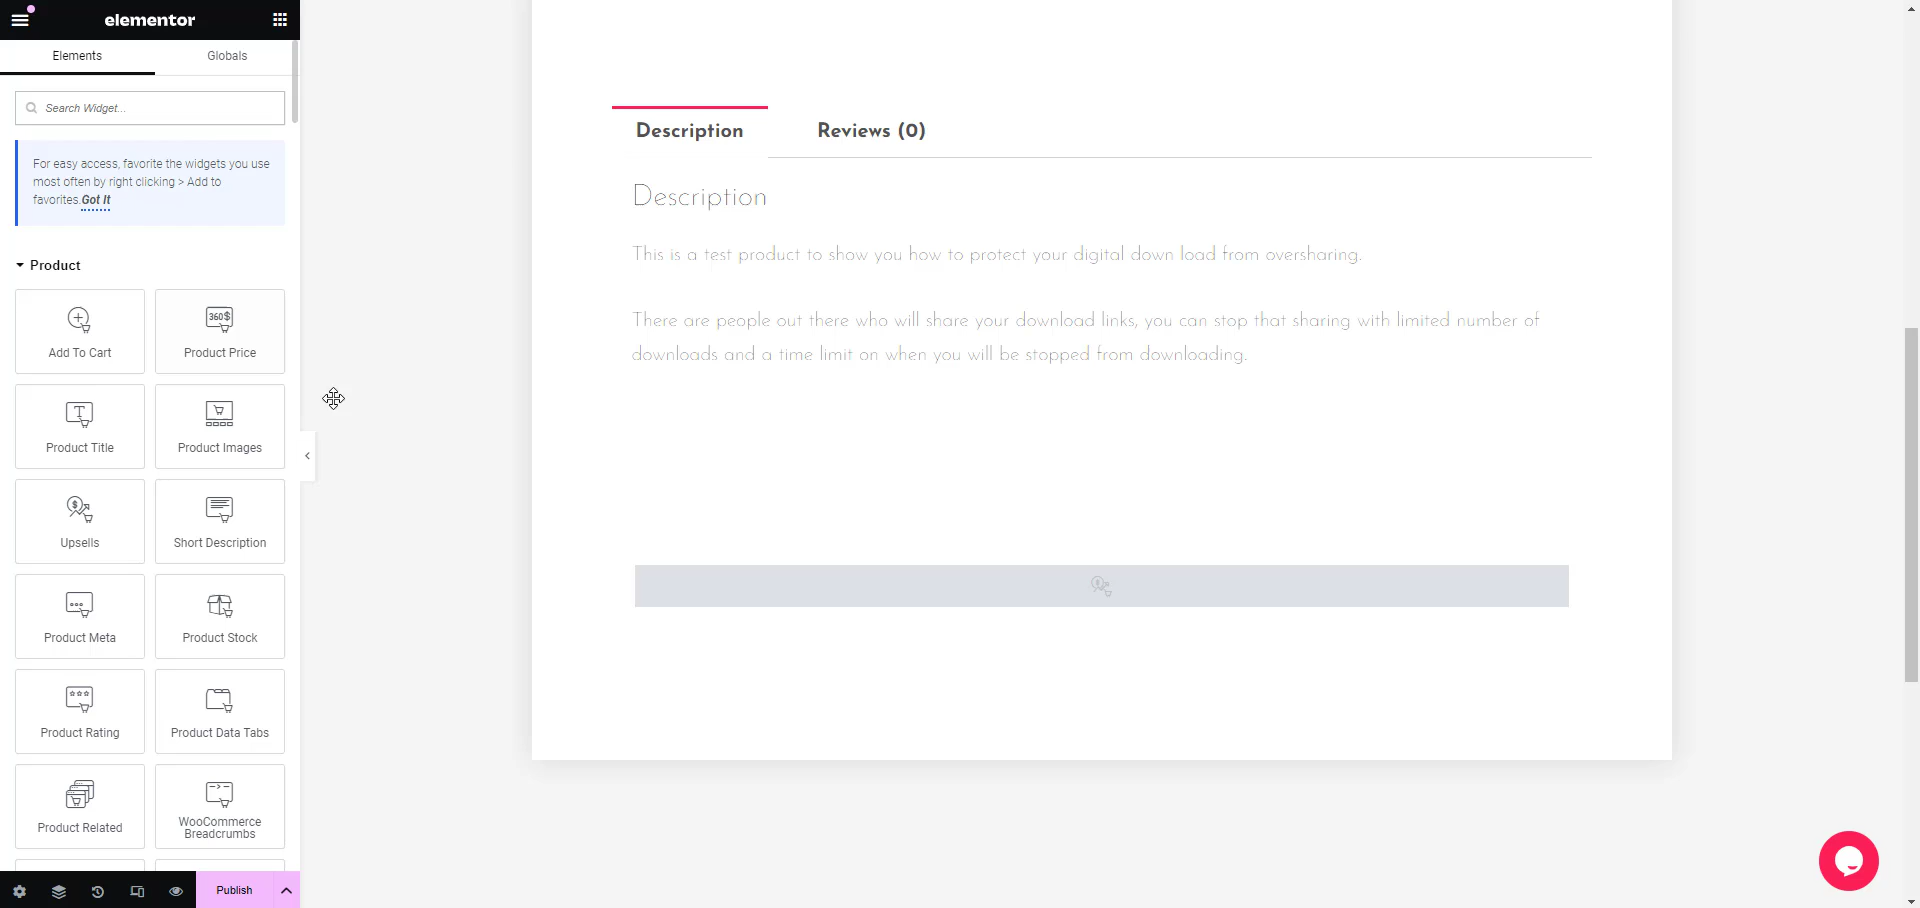 elementor
Elements
Globals
Search Widget...
For easy access, favorite the widgets you use
most often by right clicking > Add to
favorites.Got It
Product
Add To Cart
360$
Product Price
T
Product Title
Product Images
$
Upsells
Short Description
Product Meta
Product Stock
Product Rating
Product Data Tabs
Product Related
WooCommerce
Breadcrumbs
Publish
Description
Reviews (0)
Description
This is a test product to show you how to protect your digital down load from oversharing.
There are people out there who will share your download links, you can stop that sharing with limited number of
downloads and a time limit on when you will be stopped from downloading.